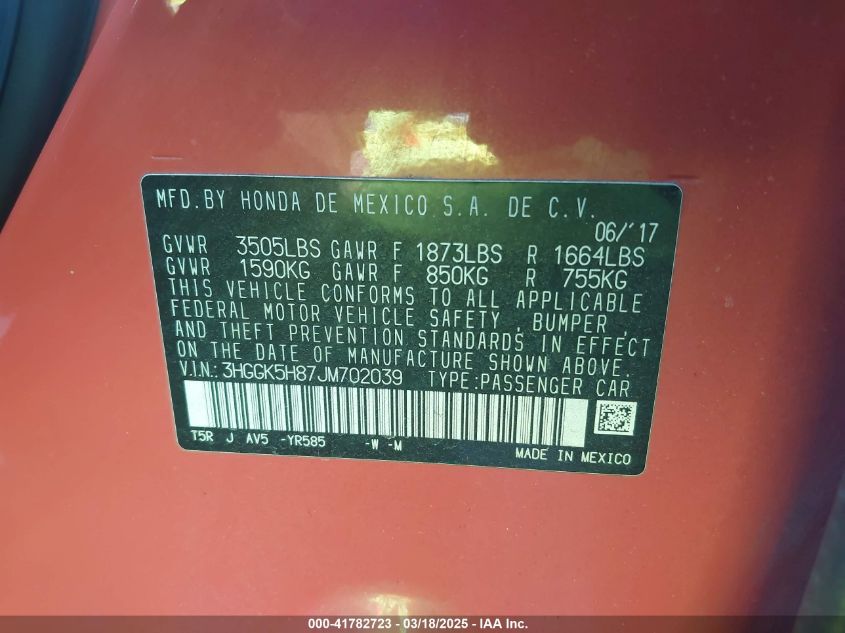 MFD. BY HONDA DE MEXICO S.A. DE C.V.
06/'17
GVWR 3505LBS GAWR F 1873LBS R 1664LBS
GVWR 1590KG GAWR F 850KG R 755KG
THIS VEHICLE CONFORMS TO ALL APPLICABLE
FEDERAL MOTOR VEHICLE SAFETY , BUMPER ,
AND THEFT PREVENTION STANDARDS IN EFFECT
ON THE DATE OF MANUFACTURE SHOWN ABOVE.
V.I.N.: 3HGGK5H87JM702039 TYPE:PASSENGER CAR
T5R J AV5 -YR585 -W -M
MADE IN MEXICO
000-41782723 — 03/18/2025 - IAA Inc.